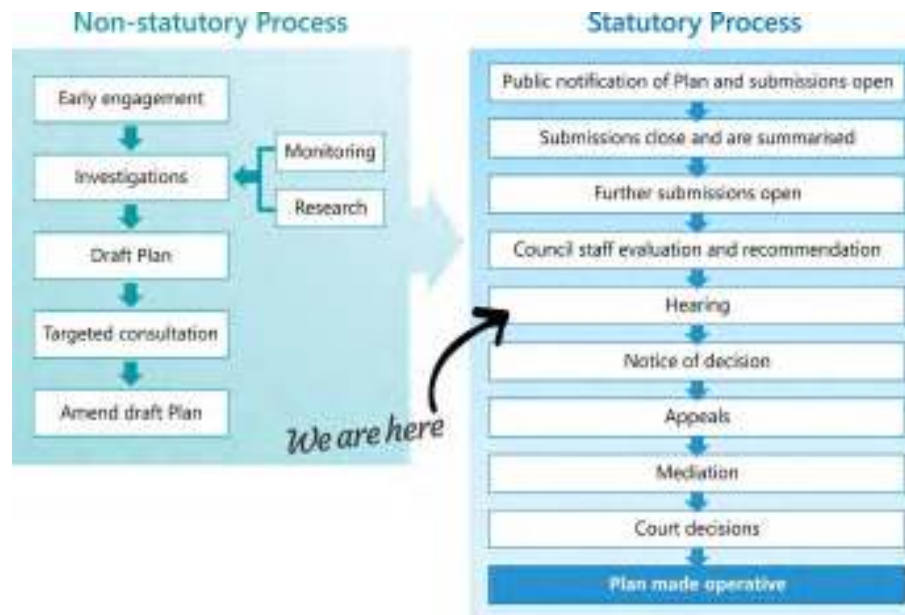 Non-statutory Process
Early engagement
Investigations
Monitoring
Research
Draft Plan
Targeted consultation
Amend draft Plan
We are here
Statutory Process
Public notification of Plan and submissions open
Submissions close and are summarised
Further submissions open
Council staff evaluation and recommendation
Hearing
Notice of decision
Appeals
Mediation
Court decisions
Plan made operative